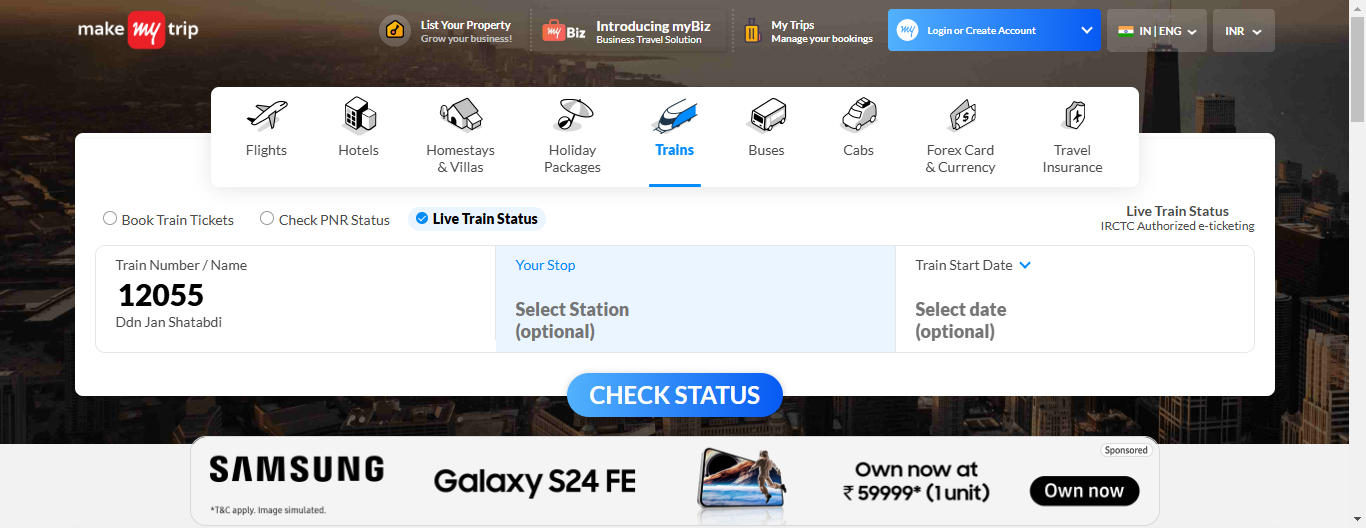 make my trip
List Your Property
Grow your business!
my Biz
Introducing myBiz
Business Travel Solution
My Trips
Manage your bookings
my
Login or Create Account
IN | ENG
INR
Flights
Hotels
Homestays
& Villas
Holiday
Packages
Trains
Buses
Cabs
Forex Card
& Currency
Travel
Insurance
Book Train Tickets
Check PNR Status
Live Train Status
Live Train Status
IRCTC Authorized e-ticketing
Train Number / Name
12055
Ddn Jan Shatabdi
Your Stop
Select Station
(optional)
Train Start Date
Select date
(optional)
CHECK STATUS
Sponsored
SAMSUNG
*T&C apply. Image simulated.
Galaxy S24 FE
Own now at
₹ 59999* (1 unit)
Own now